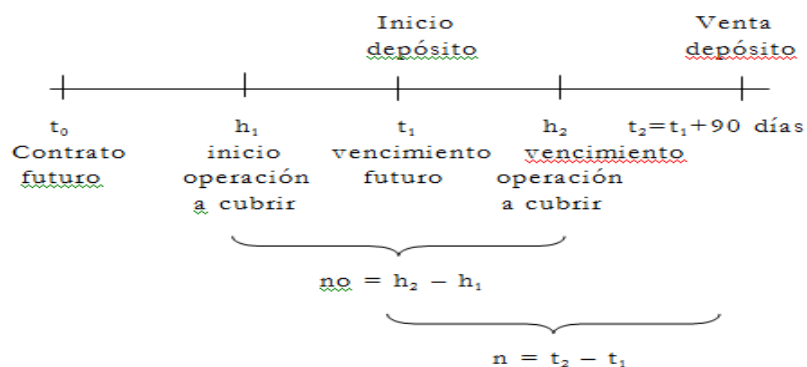 Inicio
depósito
Venta
depósito
t₀
Contrato
futuro
h₁
inicio
operación
a cubrir
t₁
vencimiento
futuro
h₂
vencimiento
operación
a cubrir
t₂=t₁+90 días
no = h₂ – h₁
n = t₂ – t₁